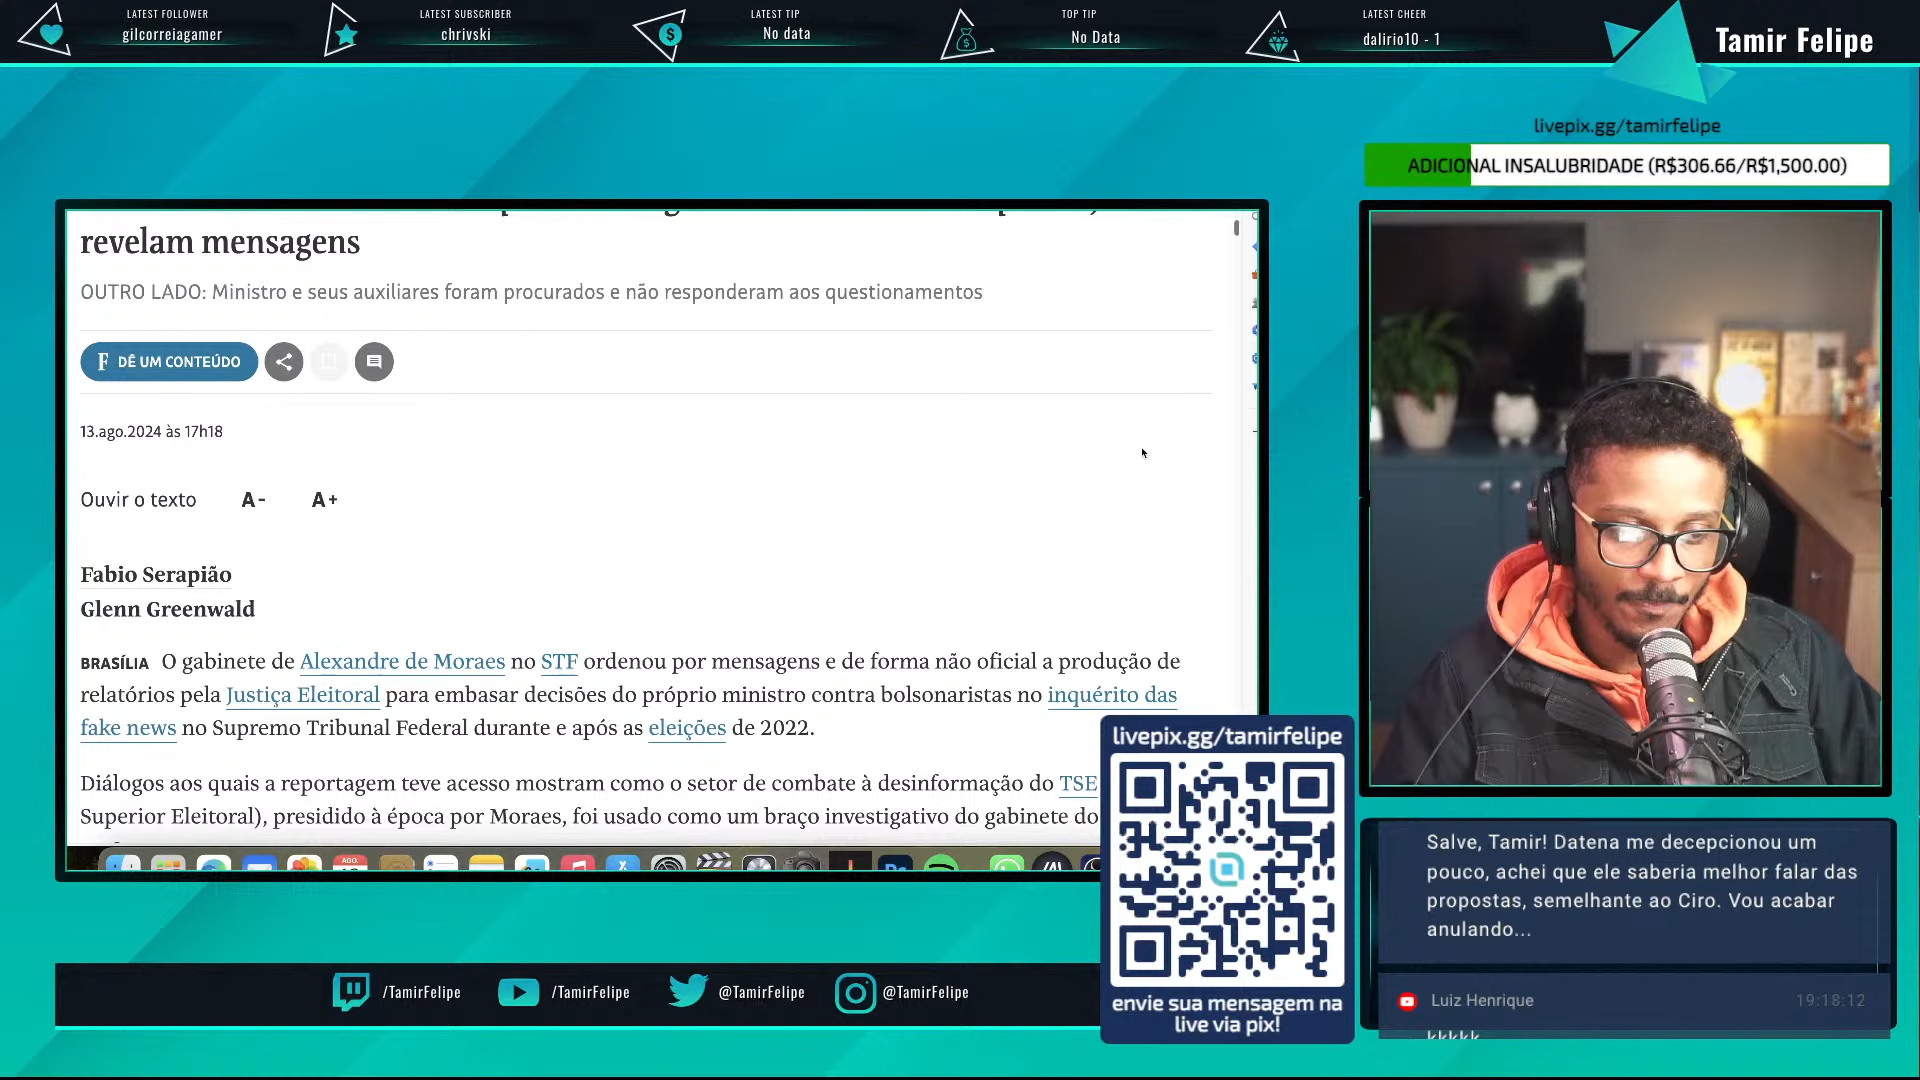 LATEST FOLLOWER
gilcorreiagamer
LATEST SUBSCRIBER
chrivski
LATEST TIP
No data
TOP TIP
No Data
LATEST CHEER
dalirio10 - 1
Tamir Felipe
livepix.gg/tamirfelipe
ADICIONAL INSALUBRIDADE (R$306.66/R$1,500.00)
revelam mensagens
OUTRO LADO: Ministro e seus auxiliares foram procurados e não responderam aos questionamentos
F DÊ UM CONTEÚDO
13.ago.2024 às 17h18
Ouvir o texto A- A+
Fabio Serapião
Glenn Greenwald
BRASÍLIA O gabinete de Alexandre de Moraes no STF ordenou por mensagens e de forma não oficial a produção de
relatórios pela Justiça Eleitoral para embasar decisões do próprio ministro contra bolsonaristas no inquérito das
fake news no Supremo Tribunal Federal durante e após as eleições de 2022.
Diálogos aos quais a reportagem teve acesso mostram como o setor de combate à desinformação do TSE
Superior Eleitoral), presidido à época por Moraes, foi usado como um braço investigativo do gabinete do
AGO.
Ps
livepix.gg/tamirfelipe
envie sua mensagem na
live via pix!
Salve, Tamir! Datena me decepcionou um
pouco, achei que ele saberia melhor falar das
propostas, semelhante ao Ciro. Vou acabar
anulando...
Luiz Henrique 19:18:12
kkkkk
/TamirFelipe
/TamirFelipe
@TamirFelipe
@TamirFelipe